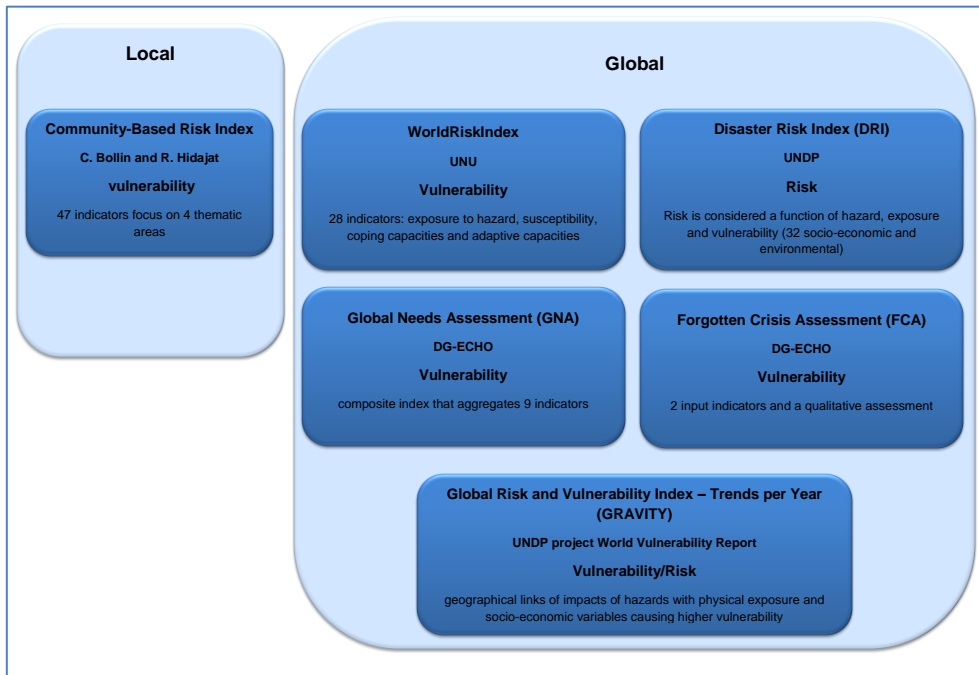 Local
Community-Based Risk Index
C. Bollin and R. Hidajat
vulnerability
47 indicators focus on 4 thematic
areas
Global
WorldRiskIndex
UNU
Vulnerability
28 indicators: exposure to hazard, susceptibility,
coping capacities and adaptive capacities
Disaster Risk Index (DRI)
UNDP
Risk
Risk is considered a function of hazard, exposure
and vulnerability (32 socio-economic and
environmental)
Global Needs Assessment (GNA)
DG-ECHO
Vulnerability
composite index that aggregates 9 indicators
Forgotten Crisis Assessment (FCA)
DG-ECHO
Vulnerability
2 input indicators and a qualitative assessment
Global Risk and Vulnerability Index – Trends per Year
(GRAVITY)
UNDP project World Vulnerability Report
Vulnerability/Risk
geographical links of impacts of hazards with physical exposure and
socio-economic variables causing higher vulnerability